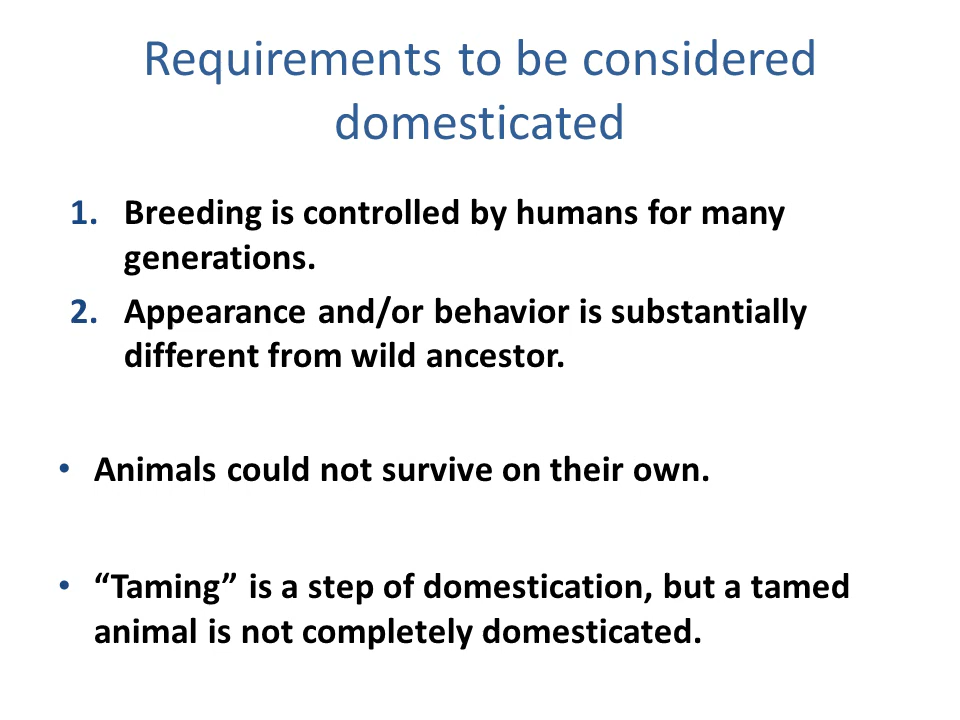 Requirements to be considered
domesticated
1. Breeding is controlled by humans for many
generations.
2. Appearance and/or behavior is substantially
different from wild ancestor.
• Animals could not survive on their own.
• “Taming” is a step of domestication, but a tamed
animal is not completely domesticated.